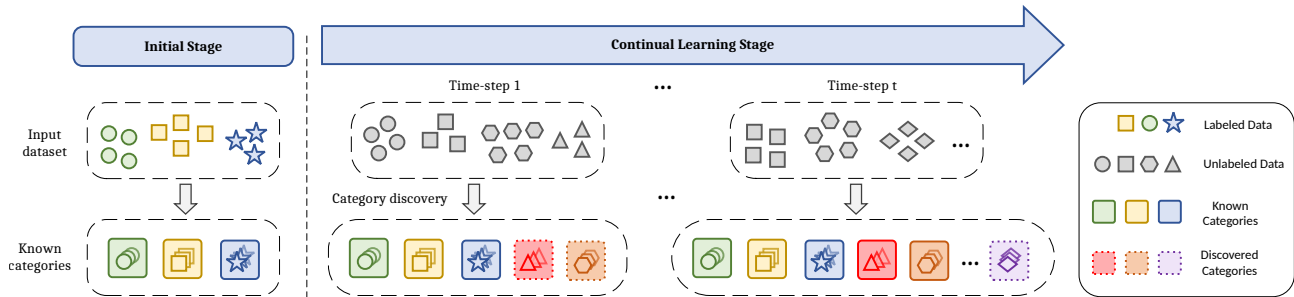 Initial Stage
Continual Learning Stage
Time-step 1
...
Time-step t
Input
dataset
...
Labeled Data
Unlabeled Data
Category discovery
...
Known
categories
...
Known
Categories
Discovered
Categories